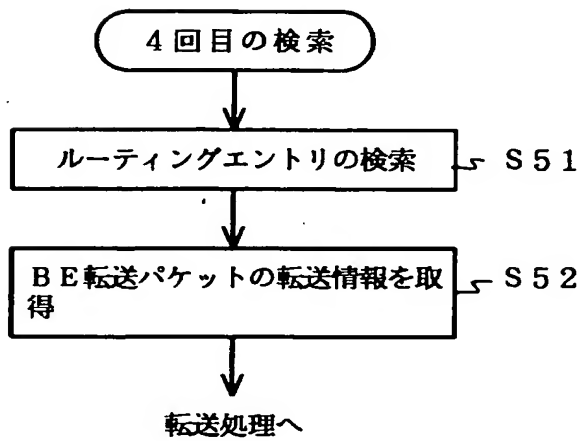 4回目の検索
ルーティングエントリの検索
S51
BE転送パケットの転送情報を取
得
S52
転送処理へ